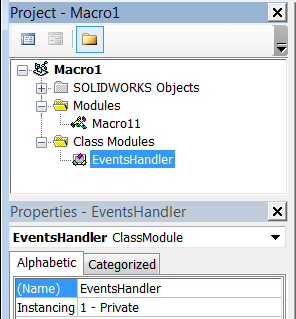 Project - Macro1
Macro1
SOLIDWORKS Objects
Modules
Macro11
Class Modules
EventsHandler
Properties - EventsHandler
EventsHandler ClassModule
Alphabetic Categorized
(Name) EventsHandler
Instancing 1 - Private